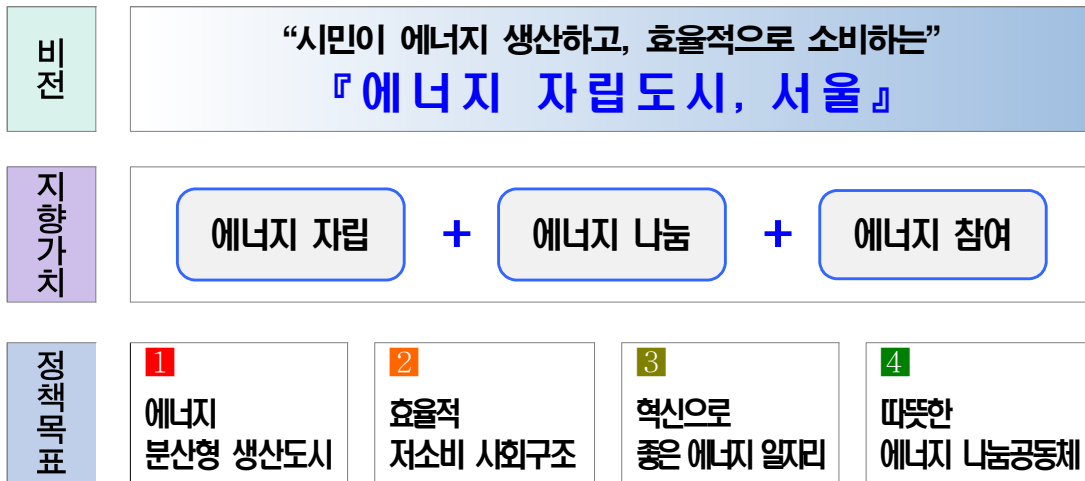 비전
“시민이 에너지 생산하고, 효율적으로 소비하는”
『에너지 자립도시, 서울』
지향가치
에너지 자립 + 에너지 나눔 + 에너지 참여
정책목표
1
에너지
분산형 생산도시
2
효율적
저소비 사회구조
3
혁신으로
좋은 에너지 일자리
4
따뜻한
에너지 나눔공동체